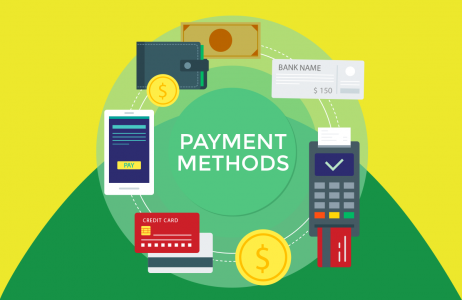 BANK NAME
$ 150
$
PAYMENT
METHODS
PAY
CREDIT CARD
$